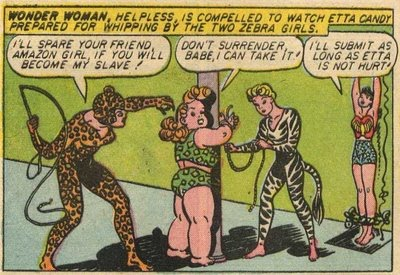 WONDER WOMAN, HELPLESS, IS COMPELLED TO WATCH ETTA CANDY
PREPARED FOR WHIPPING BY THE TWO ZEBRA GIRLS.
I'LL SPARE YOUR FRIEND,
AMAZON GIRL, IF YOU WILL
BECOME MY SLAVE!
DON'T SURRENDER,
BABE, I CAN TAKE IT!
I'LL SUBMIT AS
LONG AS ETTA
IS NOT HURT!